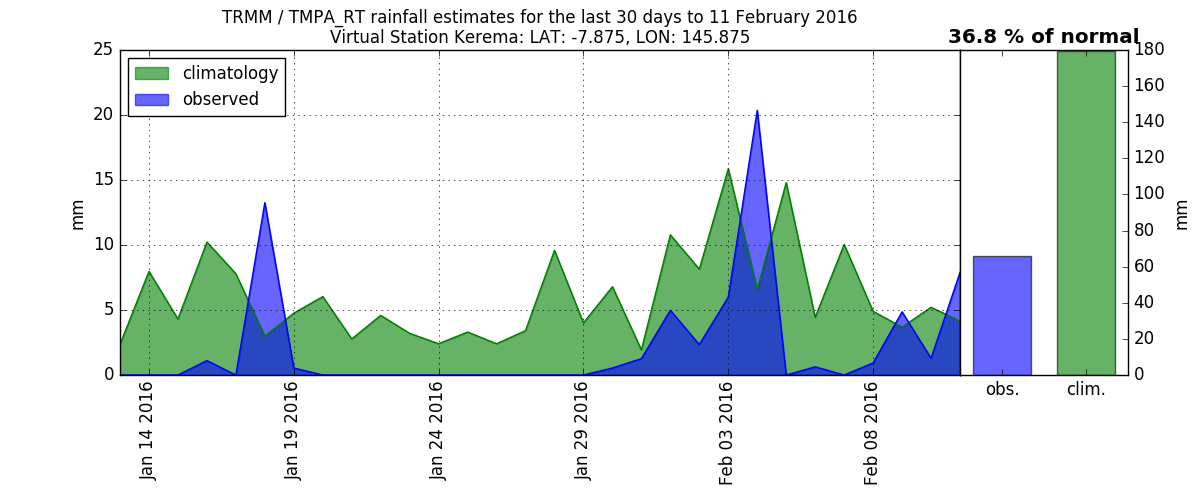 TRMM / TMPA_RT rainfall estimates for the last 30 days to 11 February 2016
Virtual Station Kerema: LAT: -7.875, LON: 145.875
36.8 % of normal
climatology
observed
25
20
15
10
5
0
mm
180
160
140
120
100
80
60
40
20
0
mm
Jan 14 2016
Jan 19 2016
Jan 24 2016
Jan 29 2016
Feb 03 2016
Feb 08 2016
obs.
clim.